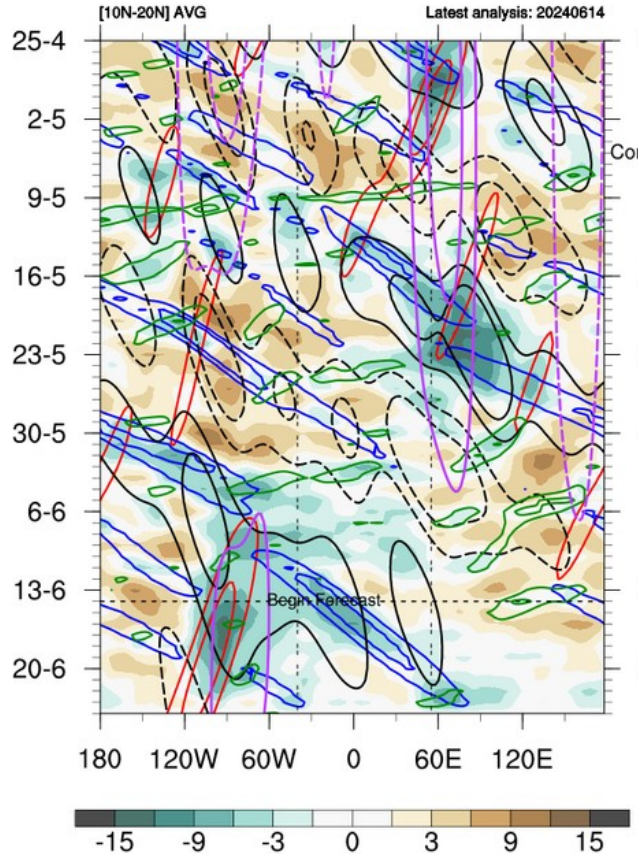 [10N-20N] AVG
Latest analysis: 20240614
25-4
2-5
Cor
9-5
16-5
23-5
30-5
6-6
13-6
Begin Forecast
20-6
180 120W 60W 0 60E 120E
-15 -9 -3 0 3 9 15